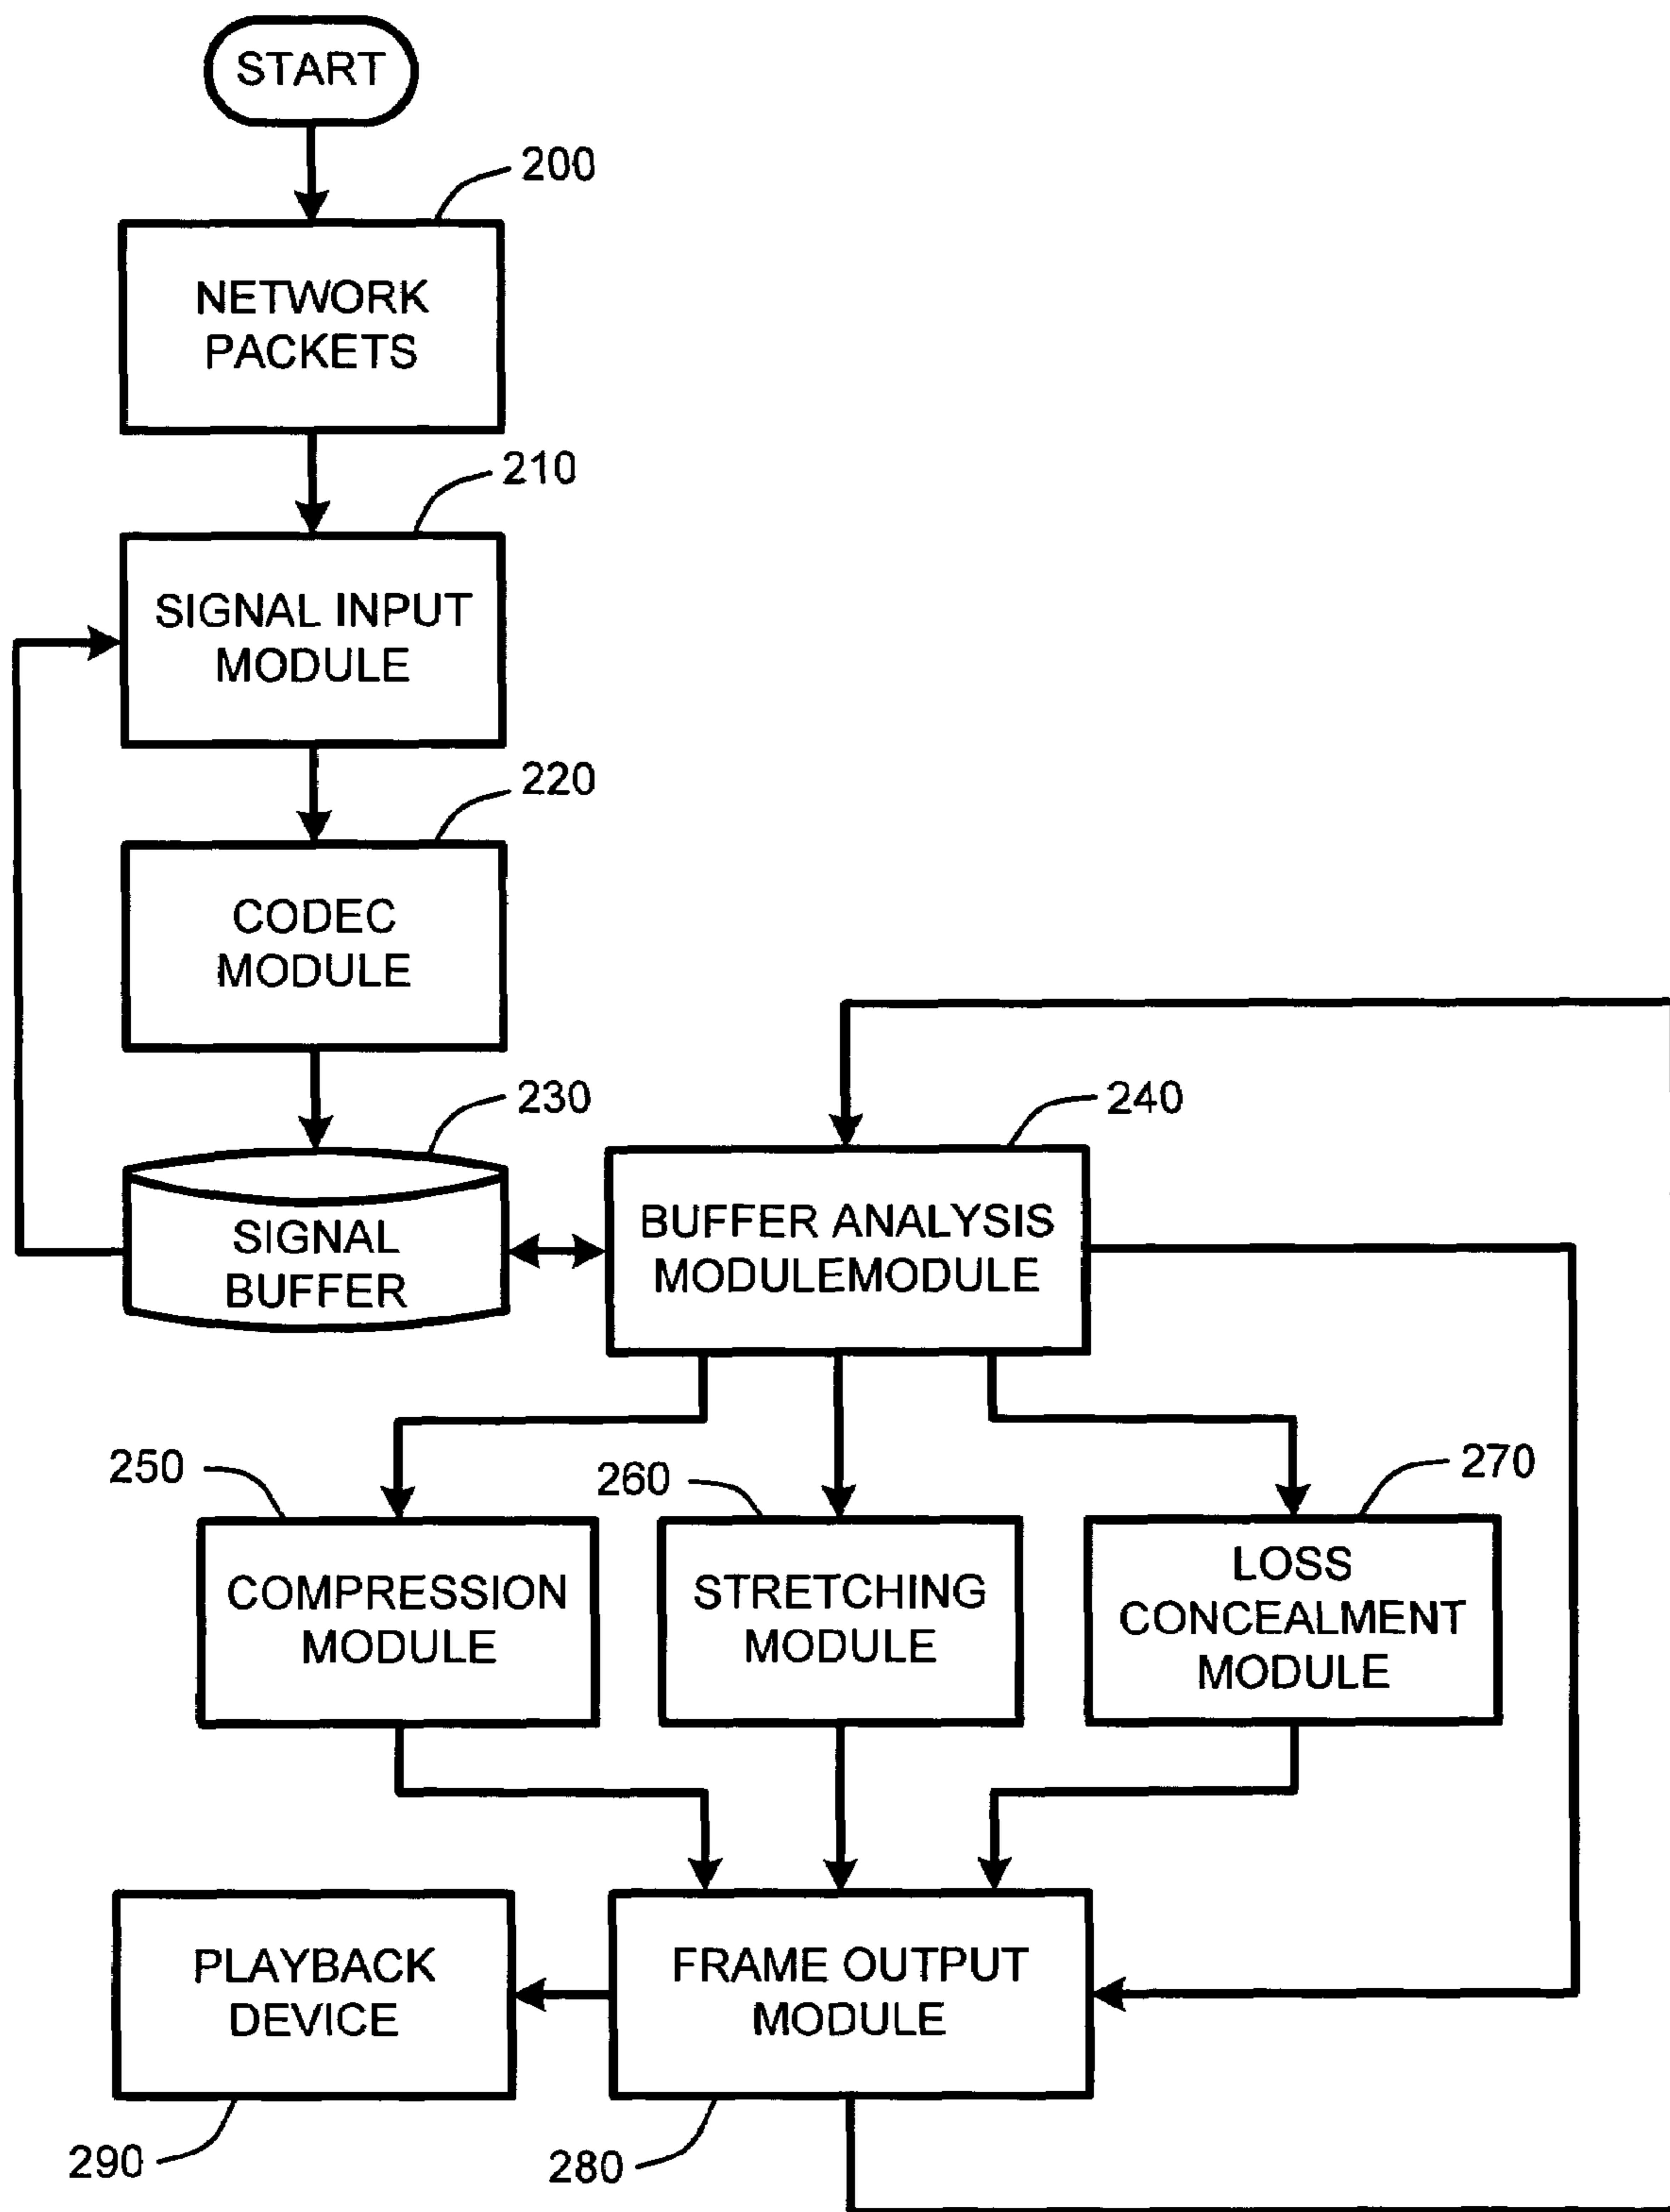 START
200
NETWORK
PACKETS
210
SIGNAL INPUT
MODULE
220
CODEC
MODULE
230
SIGNAL
BUFFER
240
BUFFER ANALYSIS
MODULEMODULE
250
COMPRESSION
MODULE
260
STRETCHING
MODULE
270
LOSS
CONCEALMENT
MODULE
PLAYBACK
DEVICE
290
FRAME OUTPUT
MODULE
280